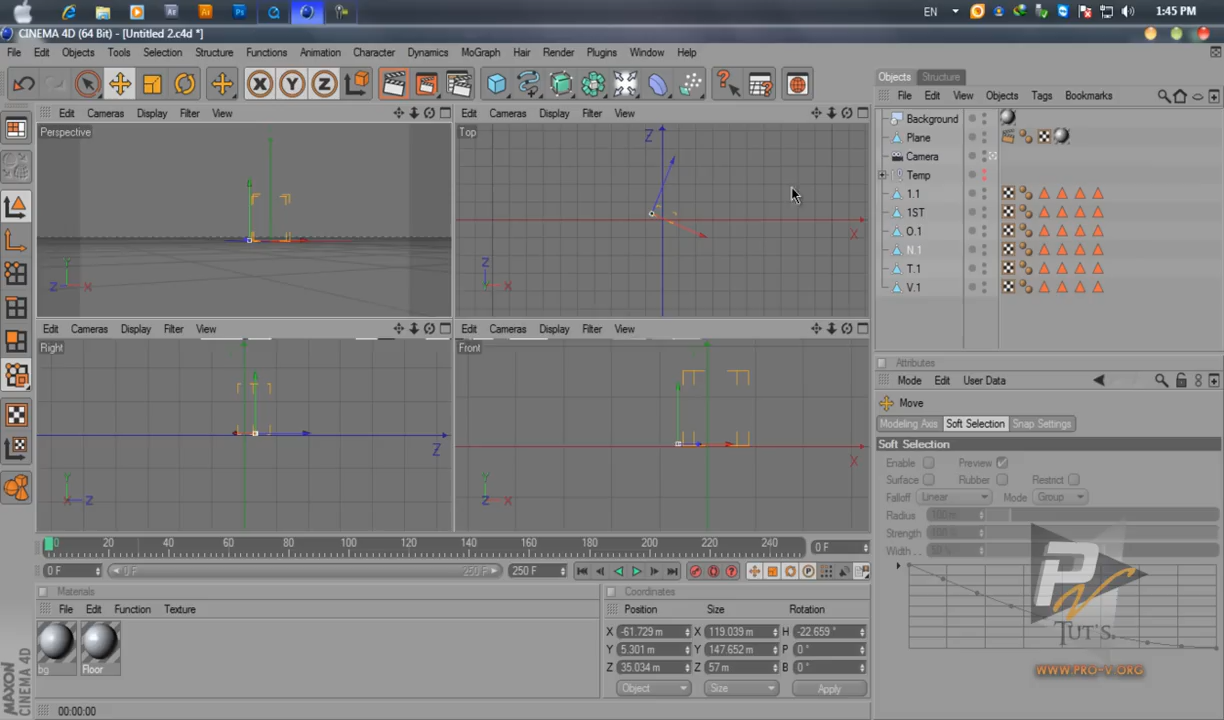 EN
1:45 PM
CINEMA 4D (64 Bit) - [Untitled 2.c4d *]
File Edit Objects Tools Selection Structure Functions Animation Character Dynamics MoGraph Hair Render Plugins Window Help
X Y Z
Edit Cameras Display Filter View
Perspective
Edit Cameras Display Filter View
Top
Edit Cameras Display Filter View
Right
Edit Cameras Display Filter View
Front
Objects Structure
File Edit View Objects Tags Bookmarks
Background
Plane
Camera
Temp
1.1
1ST
O.1
N.1
T.1
V.1
Attributes
Mode Edit User Data
Move
Modeling Axis Soft Selection Snap Settings
Soft Selection
Enable Preview
Surface Rubber Restrict
Falloff Linear Mode Group
Radius 100 m
Strength 100 %
Width 50 %
0 20 40 60 80 100 120 140 160 180 200 220 240 0 F
0 F 0 F 250 F 250 F
Materials
File Edit Function Texture
bg Floor
Coordinates
Position Size Rotation
X -61.729 m X 119.039 m H -22.659 °
Y 5.301 m Y 147.652 m P 0 °
Z 35.034 m Z 57 m B 0 °
Object Size Apply
00:00:00
MAXON
CINEMA 4D
PV
TUT'S.
WWW.PRO-V.ORG